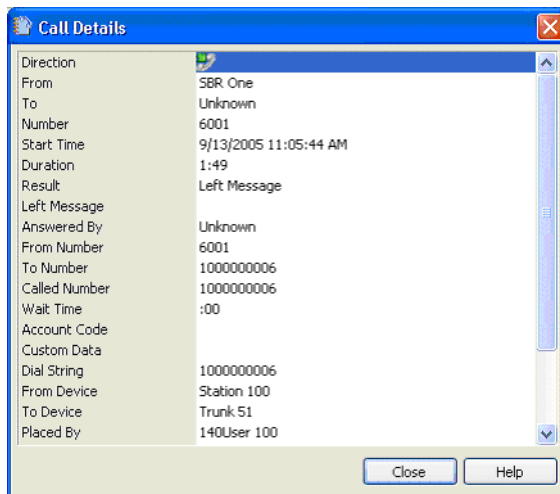 Call Details
Direction
From SBR One
To Unknown
Number 6001
Start Time 9/13/2005 11:05:44 AM
Duration 1:49
Result Left Message
Left Message
Answered By Unknown
From Number 6001
To Number 1000000006
Called Number 1000000006
Wait Time :00
Account Code
Custom Data
Dial String 1000000006
From Device Station 100
To Device Trunk 51
Placed By 140User 100
Close Help